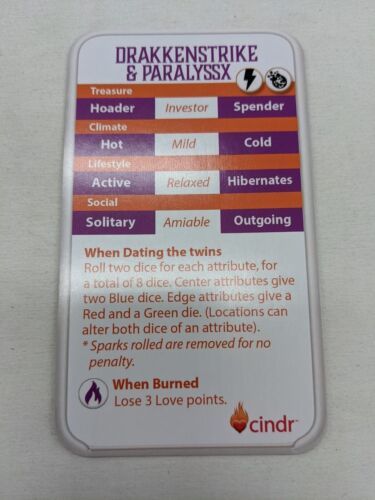 DRAKKENSTRIKE
& PARALYSSX
Treasure
Hoader Investor Spender
Climate
Hot Mild Cold
Lifestyle
Active Relaxed Hibernates
Social
Solitary Amiable Outgoing
When Dating the twins
Roll two dice for each attribute, for
a total of 8 dice. Center attributes give
two Blue dice. Edge attributes give a
Red and a Green die. (Locations can
alter both dice of an attribute).
* Sparks rolled are removed for no
penalty.
When Burned
Lose 3 Love points.
cindr™